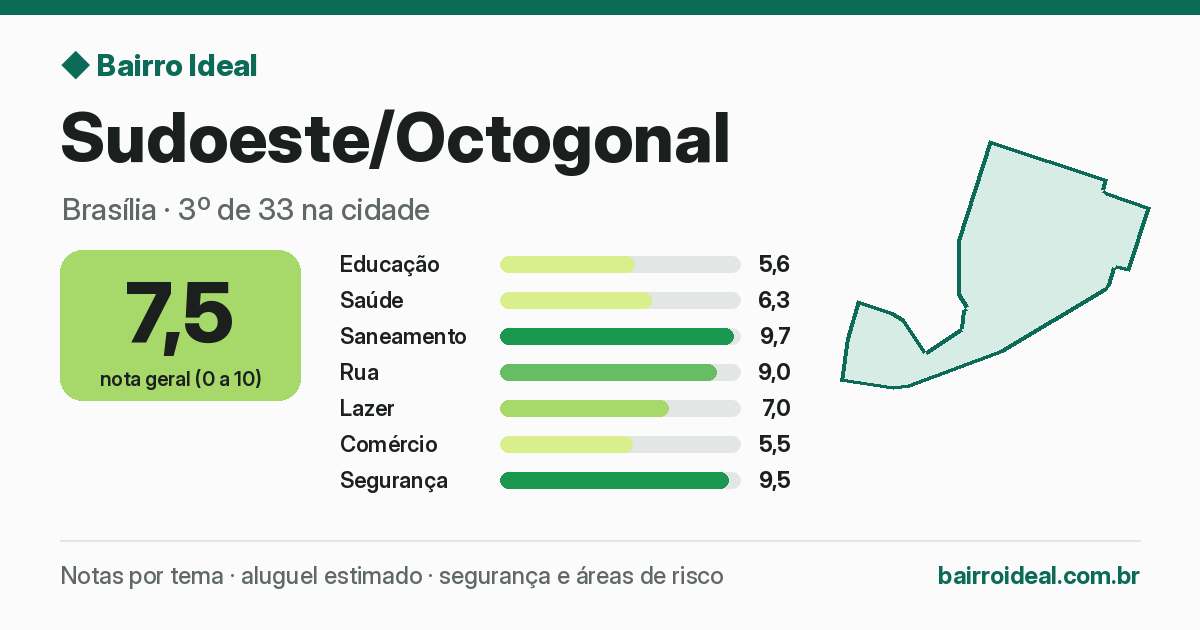 Bairro Ideal
Sudoeste/Octogonal
Brasília · 3º de 33 na cidade
7,5
nota geral (0 a 10)
Educação 5,6
Saúde 6,3
Saneamento 9,7
Rua 9,0
Lazer 7,0
Comércio 5,5
Segurança 9,5
Notas por tema · aluguel estimado · segurança e áreas de risco
bairroideal.com.br